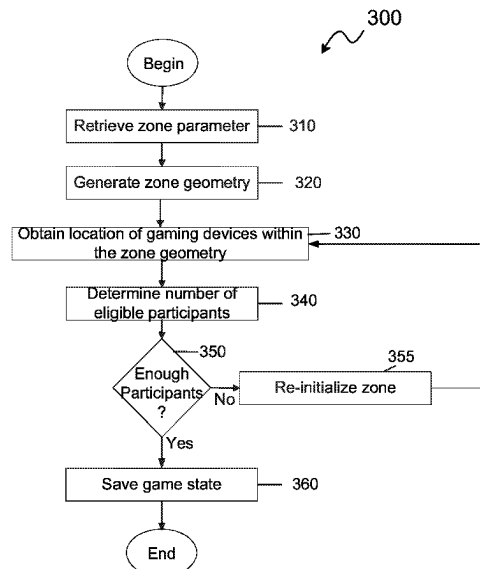 300
Begin
Retrieve zone parameter
310
Generate zone geometry
320
Obtain location of gaming devices within
the zone geometry
330
Determine number of
eligible participants
340
350
Enough
Participants
?
No
355
Re-initialize zone
Yes
Save game state
360
End